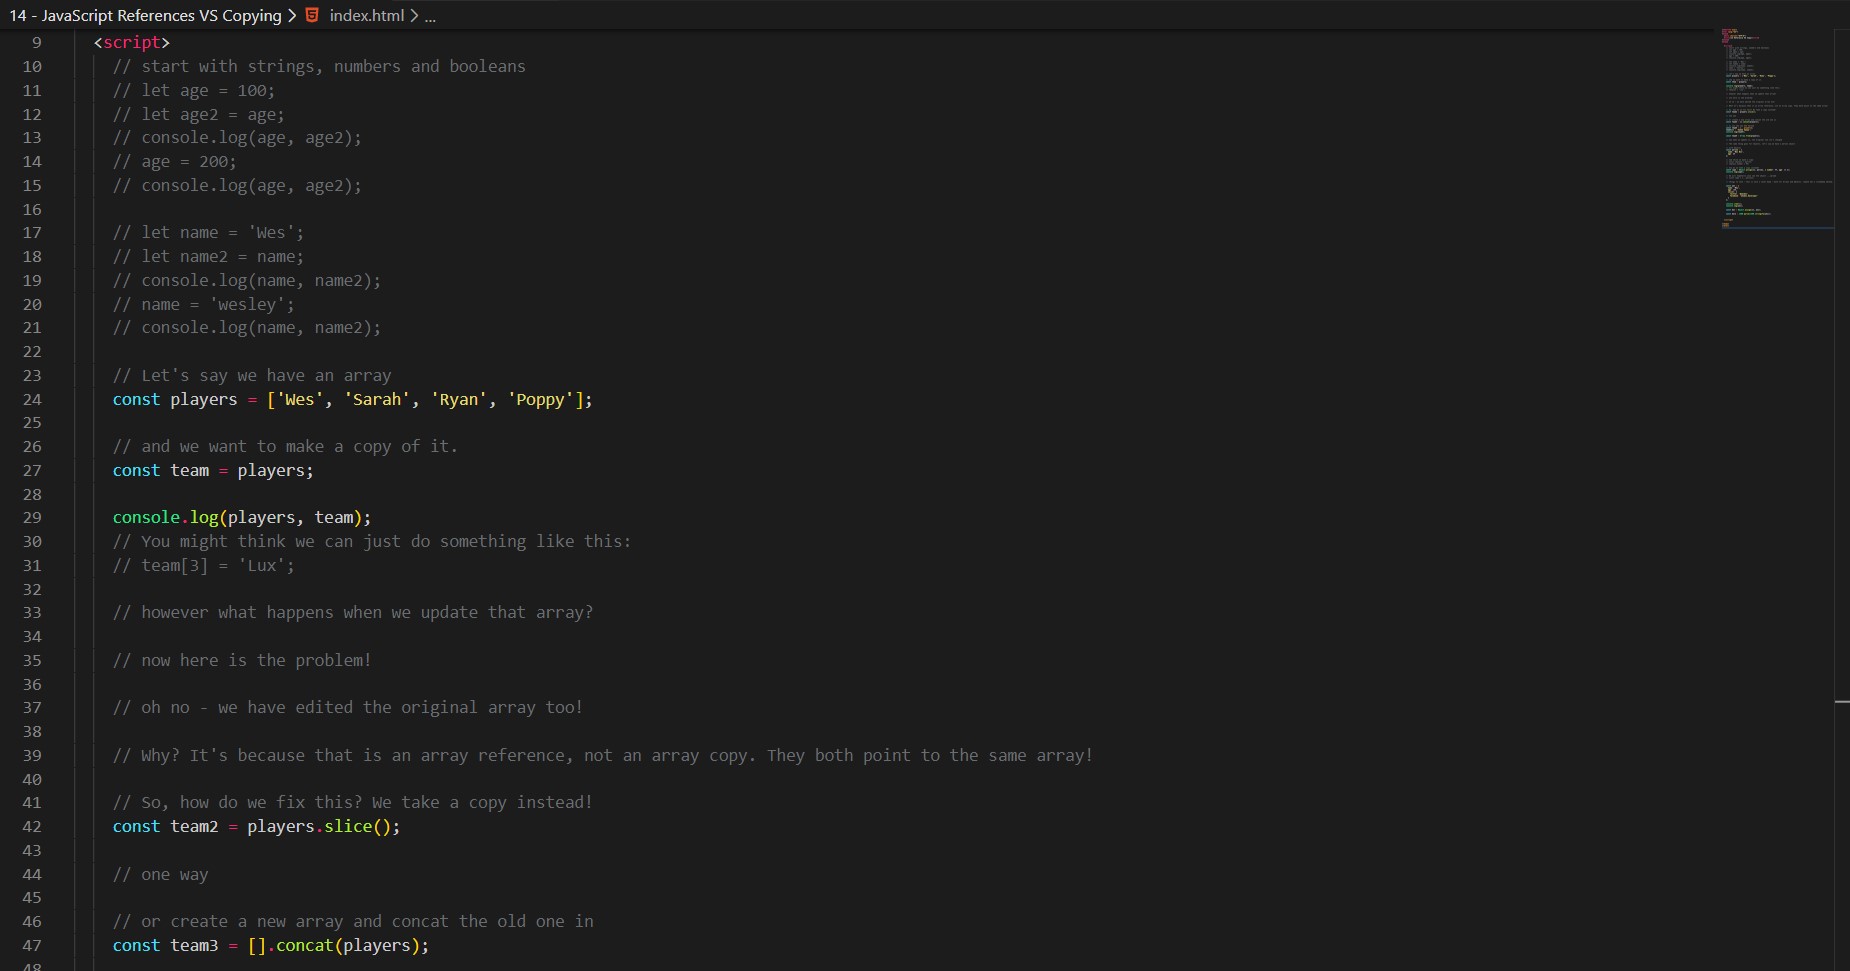 14 - JavaScript References VS Copying > index.html > ...
9 <script>
10 // start with strings, numbers and booleans
11 // let age = 100;
12 // let age2 = age;
13 // console.log(age, age2);
14 // age = 200;
15 // console.log(age, age2);
16
17 // let name = 'Wes';
18 // let name2 = name;
19 // console.log(name, name2);
20 // name = 'wesley';
21 // console.log(name, name2);
22
23 // Let's say we have an array
24 const players = ['Wes', 'Sarah', 'Ryan', 'Poppy'];
25
26 // and we want to make a copy of it.
27 const team = players;
28
29 console.log(players, team);
30 // You might think we can just do something like this:
31 // team[3] = 'Lux';
32
33 // however what happens when we update that array?
34
35 // now here is the problem!
36
37 // oh no - we have edited the original array too!
38
39 // Why? It's because that is an array reference, not an array copy. They both point to the same array!
40
41 // So, how do we fix this? We take a copy instead!
42 const team2 = players.slice();
43
44 // one way
45
46 // or create a new array and concat the old one in
47 const team3 = [].concat(players);
48